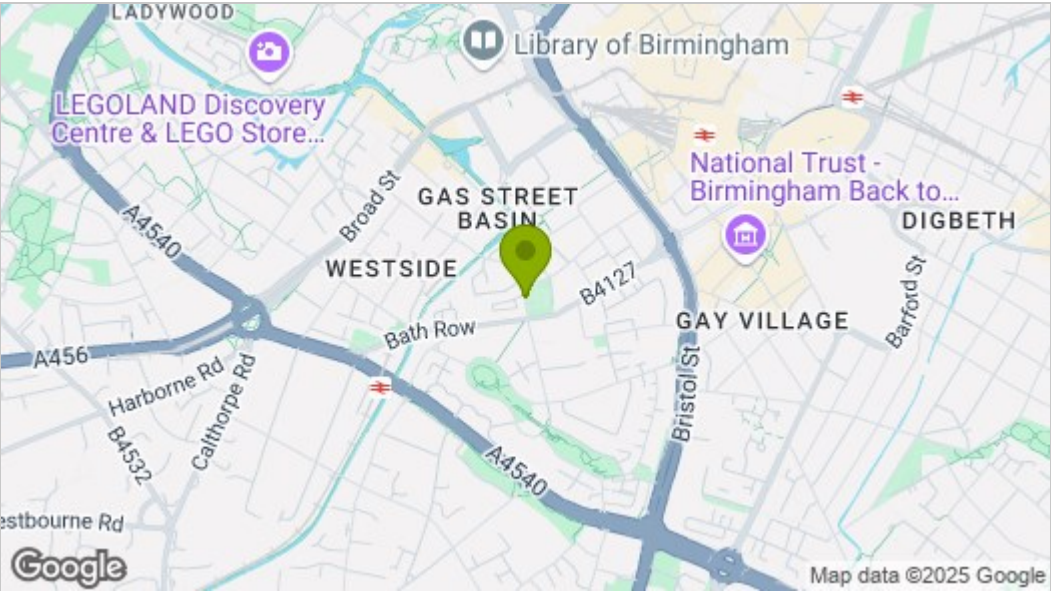 LADYWOOD
Library of Birmingham
LEGOLAND Discovery
Centre & LEGO Store...
National Trust -
Birmingham Back to...
GAS STREET
BASIN
Broad St
DIGBETH
A4540
WESTSIDE
B4127
Barford St
GAY VILLAGE
Bath Row
A456
Harborne Rd
Calthorpe Rd
Bristol St
B4532
A4540
estbourne Rd
Google
Map data ©2025 Google